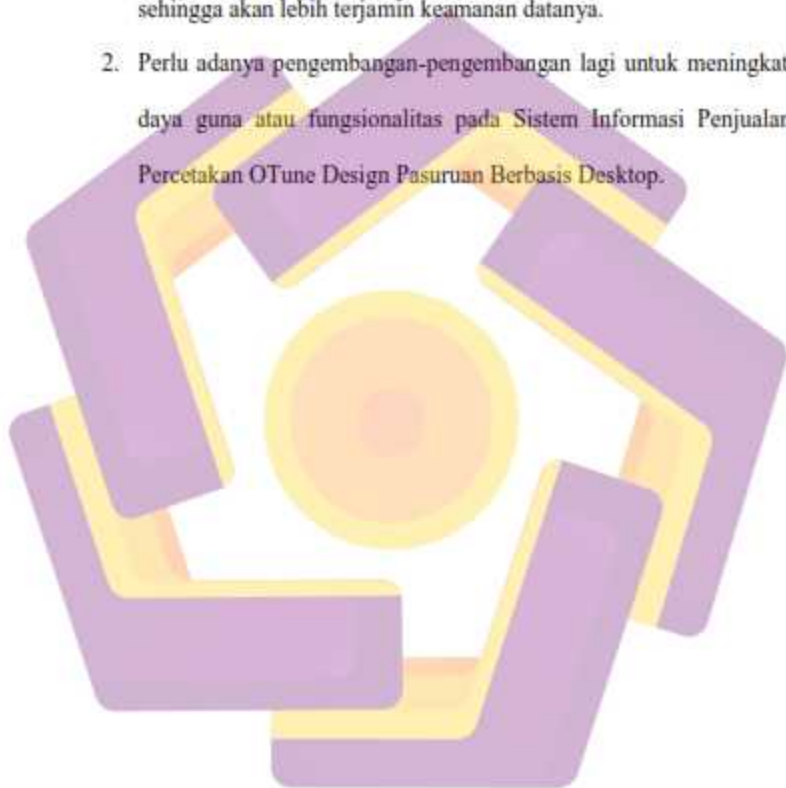 sehingga akan lebih terjamin keamanan datanya.
2. Perlu adanya pengembangan-pengembangan lagi untuk meningkat
daya guna atau fungsionalitas pada Sistem Informasi Penjualan
Percetakan OTune Design Pasuruan Berbasis Desktop.